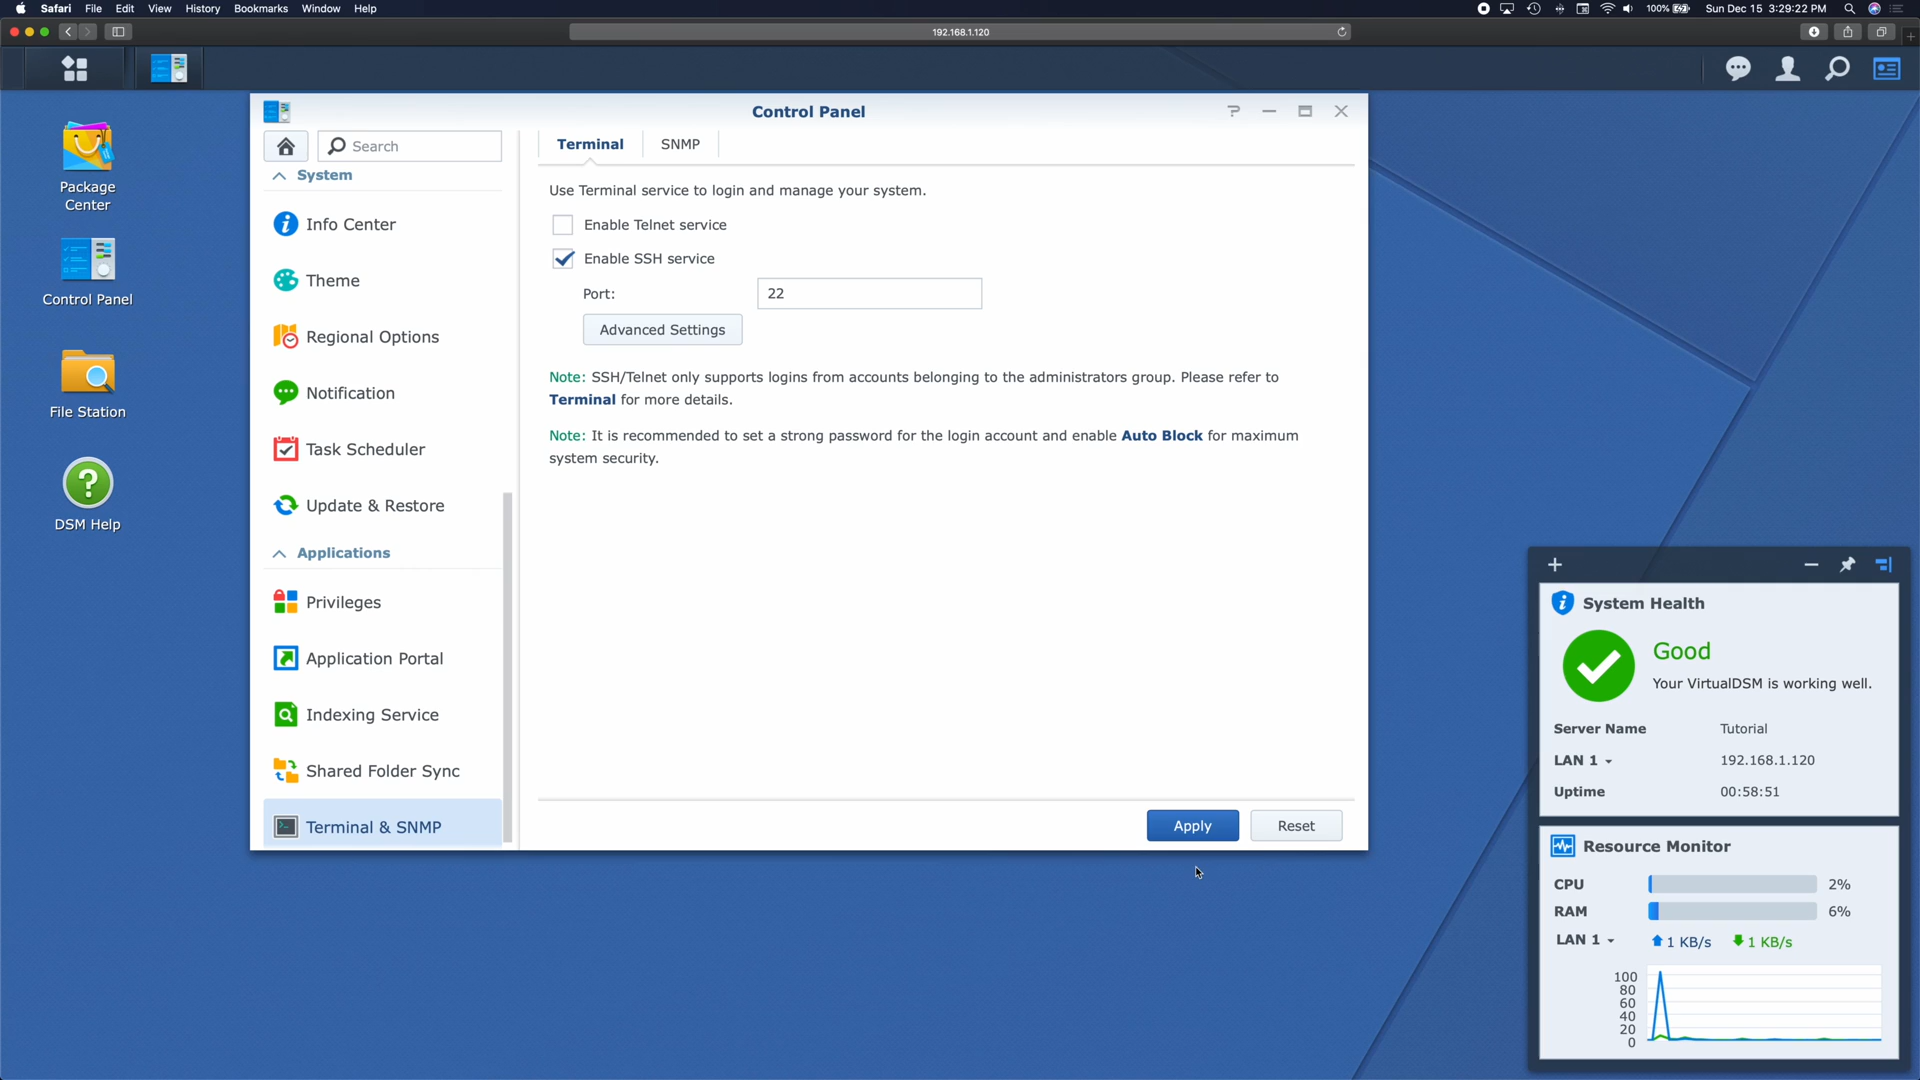 Safari File Edit View History Bookmarks Window Help
100% Sun Dec 15 3:29:22 PM
192.168.1.120
Package
Center
Control Panel
File Station
DSM Help
Control Panel
Search
System
Info Center
Theme
Regional Options
Notification
Task Scheduler
Update & Restore
Applications
Privileges
Application Portal
Indexing Service
Shared Folder Sync
Terminal & SNMP
Terminal SNMP
Use Terminal service to login and manage your system.
Enable Telnet service
Enable SSH service
Port: 22
Advanced Settings
Note: SSH/Telnet only supports logins from accounts belonging to the administrators group. Please refer to
Terminal for more details.
Note: It is recommended to set a strong password for the login account and enable Auto Block for maximum
system security.
Apply Reset
System Health
Good
Your VirtualDSM is working well.
Server Name Tutorial
LAN 1 192.168.1.120
Uptime 00:58:51
Resource Monitor
CPU 2%
RAM 6%
LAN 1 1 KB/s 1 KB/s
100
80
60
40
20
0